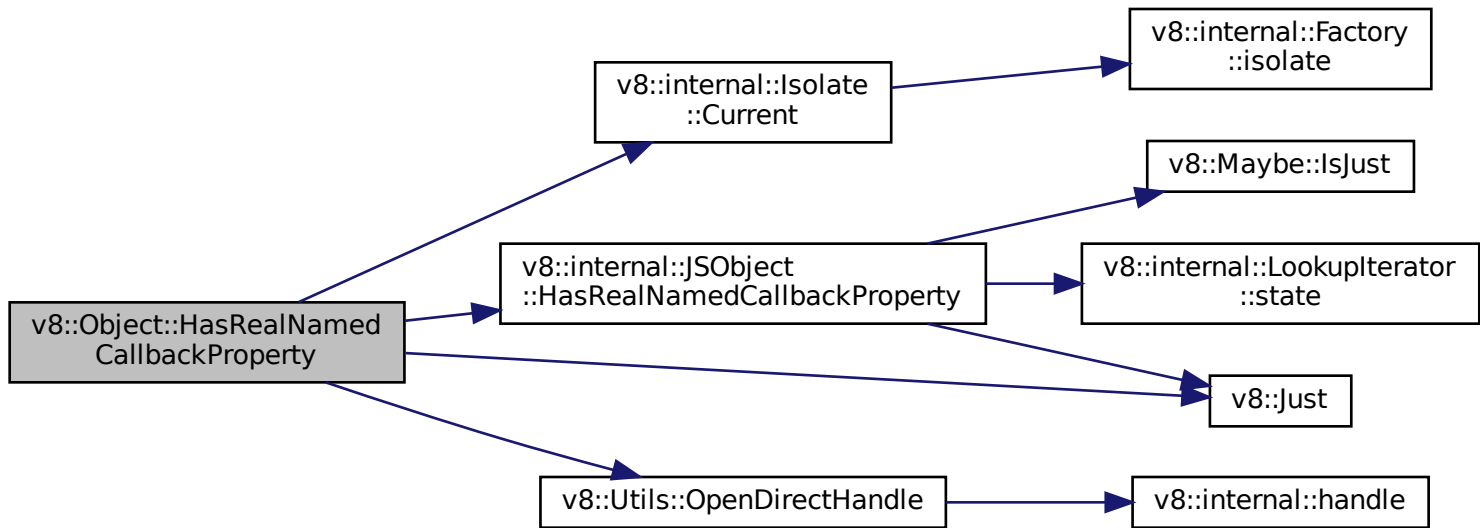 v8::Object::HasRealNamed
CallbackProperty
v8::internal::Isolate
::Current
v8::internal::Factory
::isolate
v8::internal::JSObject
::HasRealNamedCallbackProperty
v8::Maybe::IsJust
v8::internal::LookupIterator
::state
v8::Just
v8::Utils::OpenDirectHandle
v8::internal::handle